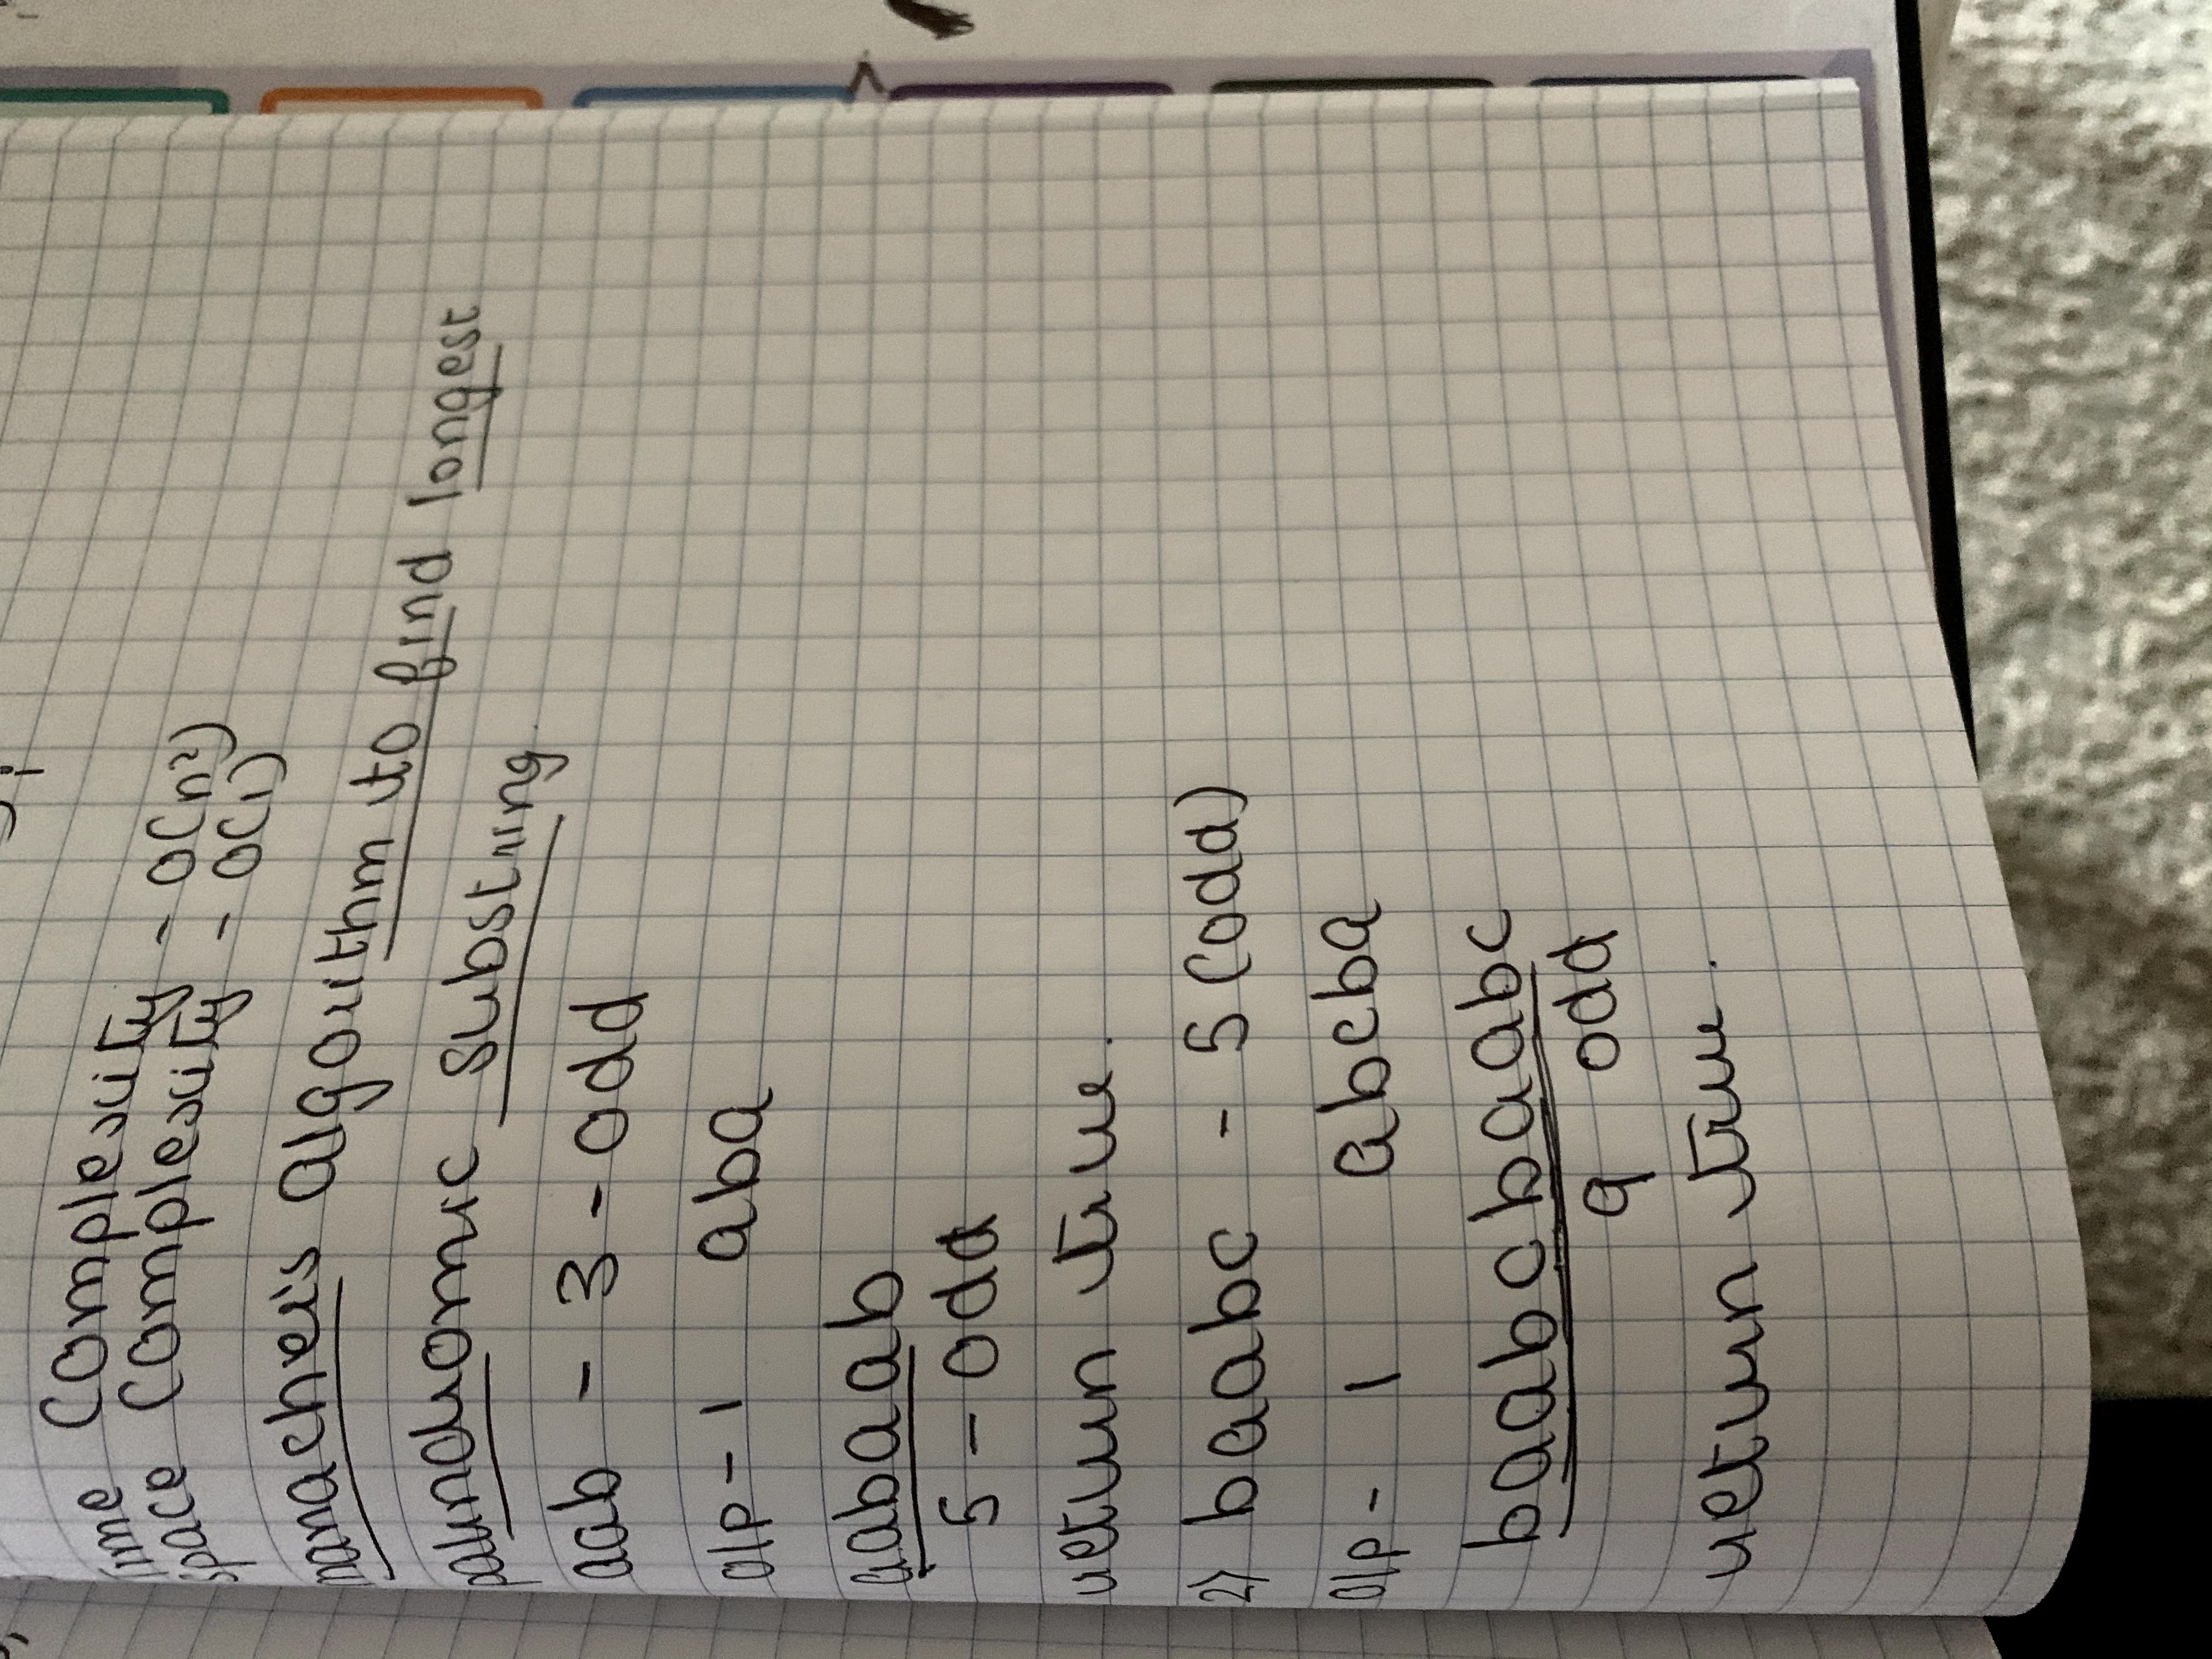 Time Complexity - O(n²)
Space Complexity - O(1)
manacher's Algorithm to find longest
palindromic substring.
aab - 3 - odd
o/p - 1 aba
aabaab
5 - odd
return true.
2) baabc - 5 (odd)
O/p - 1 abcba
baabcbaabc
9 odd
return true.